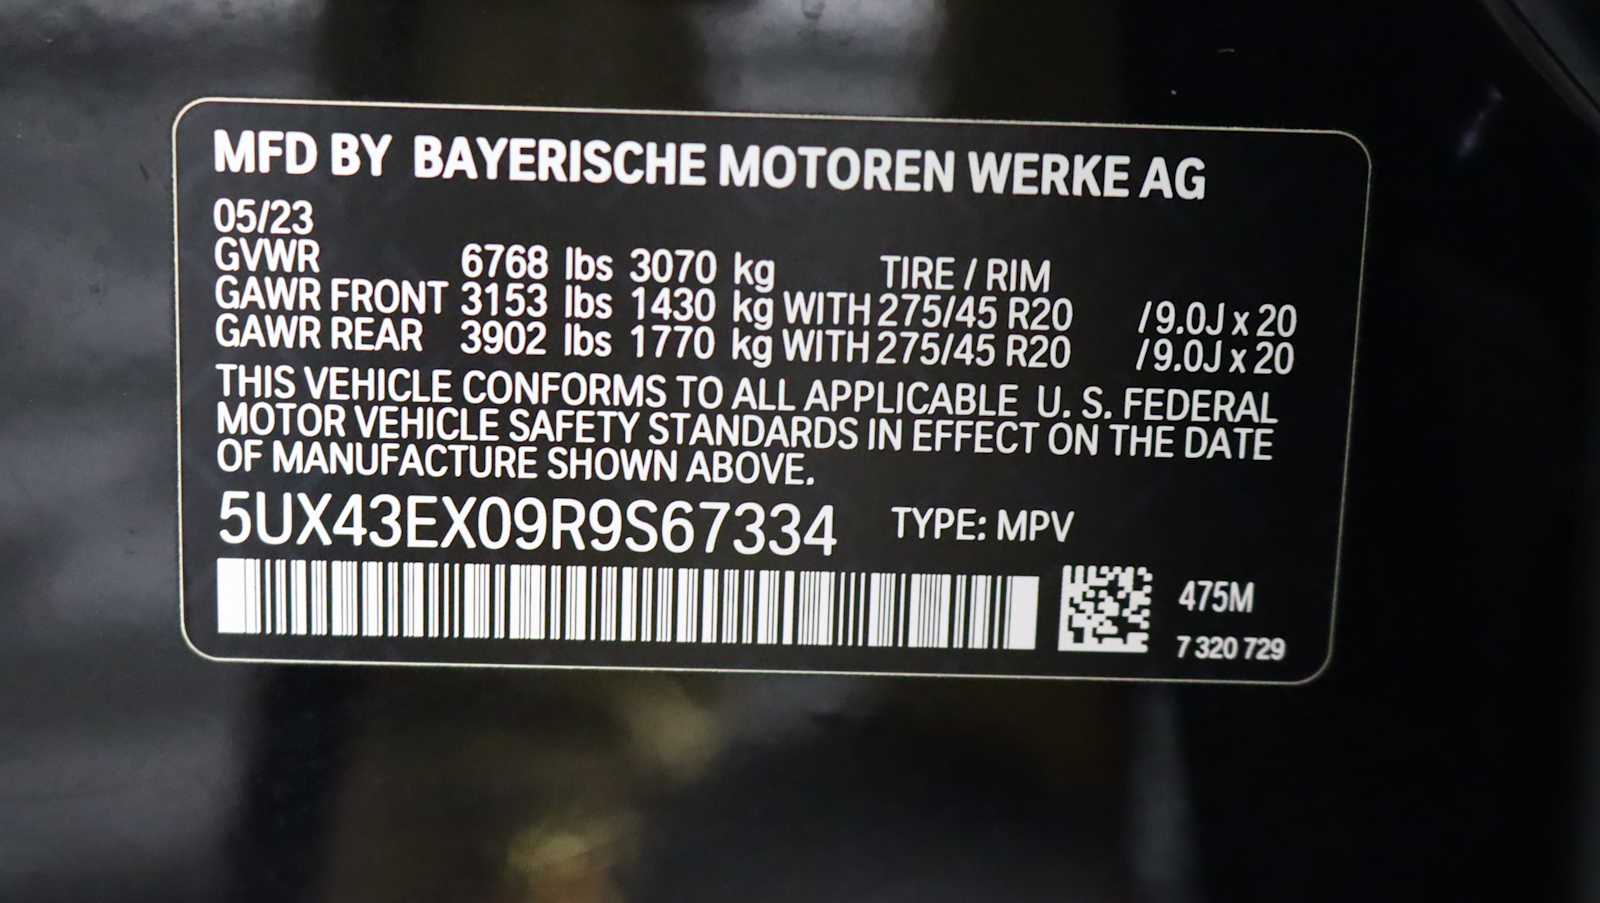 MFD BY BAYERISCHE MOTOREN WERKE AG
05/23
GVWR 6768 lbs 3070 kg TIRE / RIM
GAWR FRONT 3153 lbs 1430 kg WITH 275/45 R20 / 9.0J x 20
GAWR REAR 3902 lbs 1770 kg WITH 275/45 R20 / 9.0J x 20
THIS VEHICLE CONFORMS TO ALL APPLICABLE U. S. FEDERAL
MOTOR VEHICLE SAFETY STANDARDS IN EFFECT ON THE DATE
OF MANUFACTURE SHOWN ABOVE.
5UX43EX09R9S67334 TYPE: MPV
475M
7 320 729